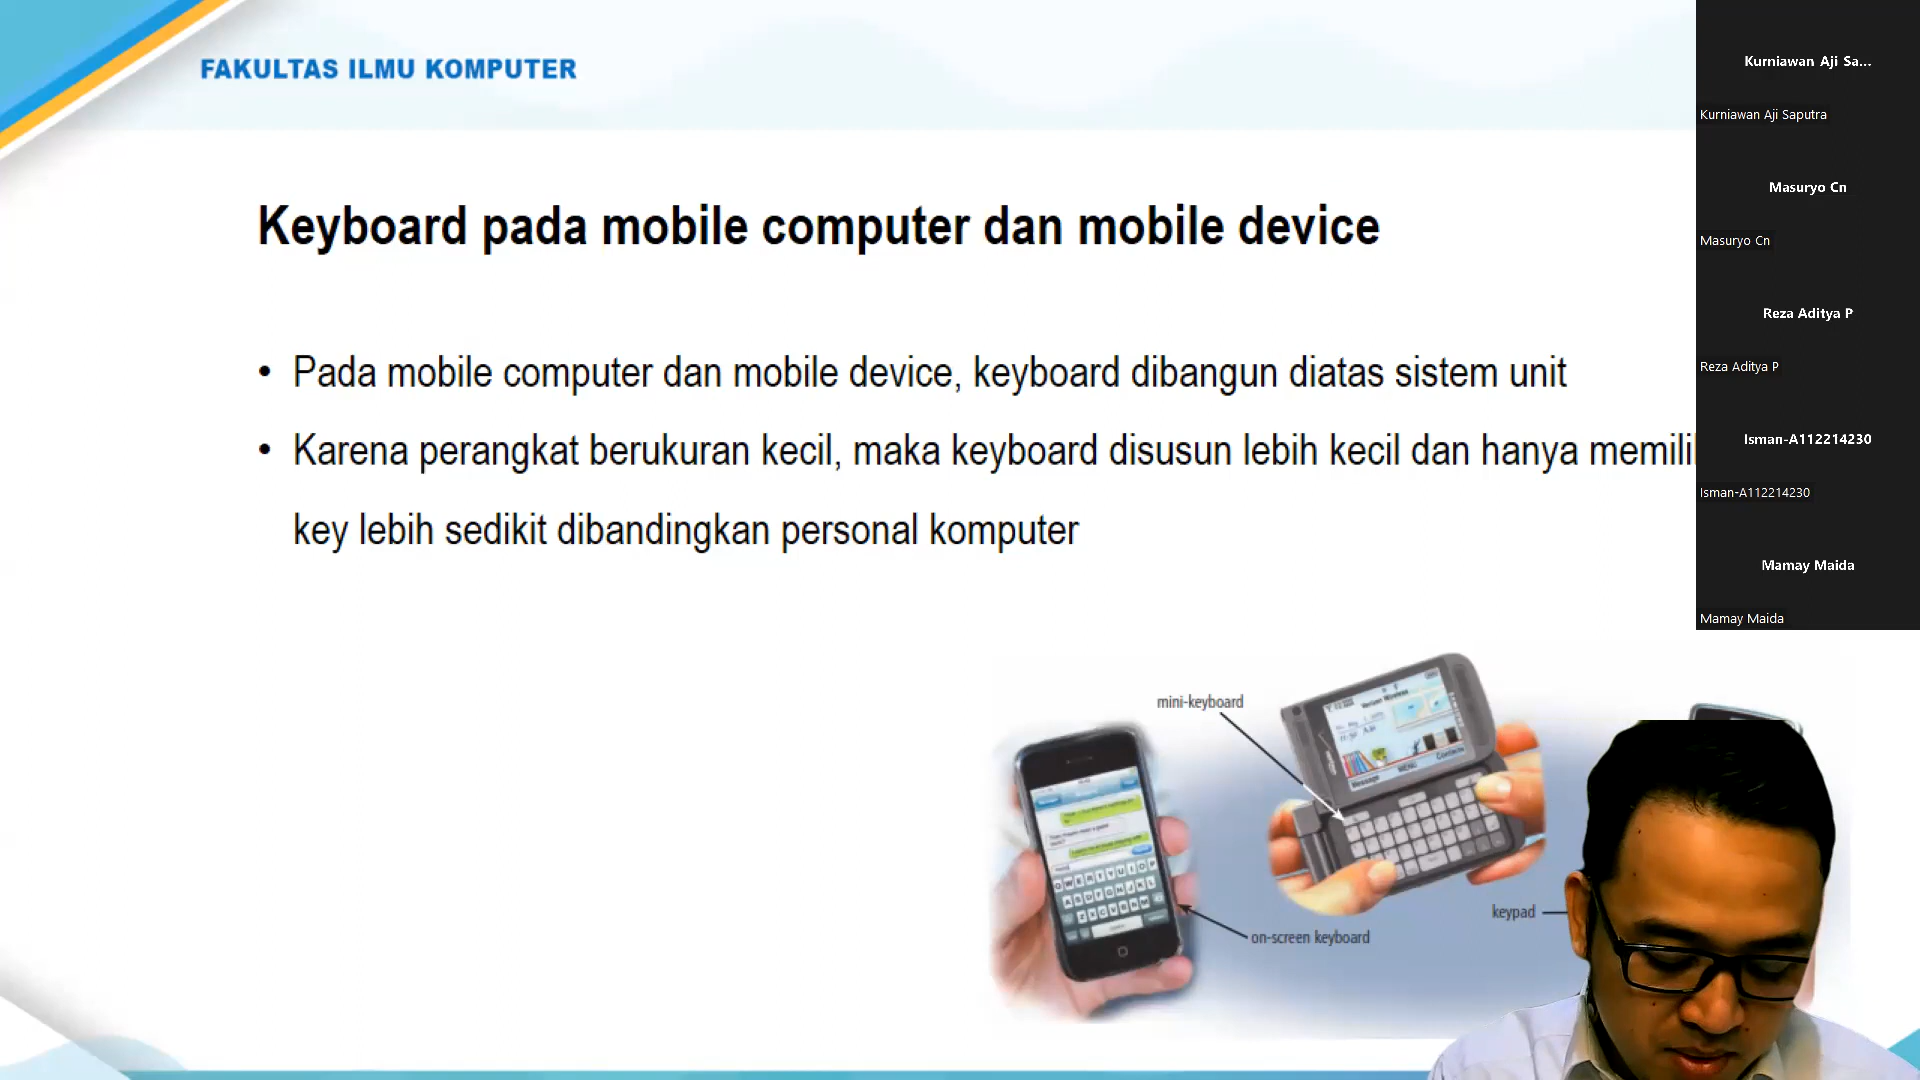 FAKULTAS ILMU KOMPUTER
Keyboard pada mobile computer dan mobile device
• Pada mobile computer dan mobile device, keyboard dibangun diatas sistem unit
• Karena perangkat berukuran kecil, maka keyboard disusun lebih kecil dan hanya
key lebih sedikit dibandingkan personal komputer
mini-keyboard
on-screen keyboard
keypad
Kurniawan Aji Sa...
Kurniawan Aji Saputra
Masuryo Cn
Masuryo Cn
Reza Aditya P
Reza Aditya P
Isman-A112214230
Isman-A112214230
Mamay Maida
Mamay Maida